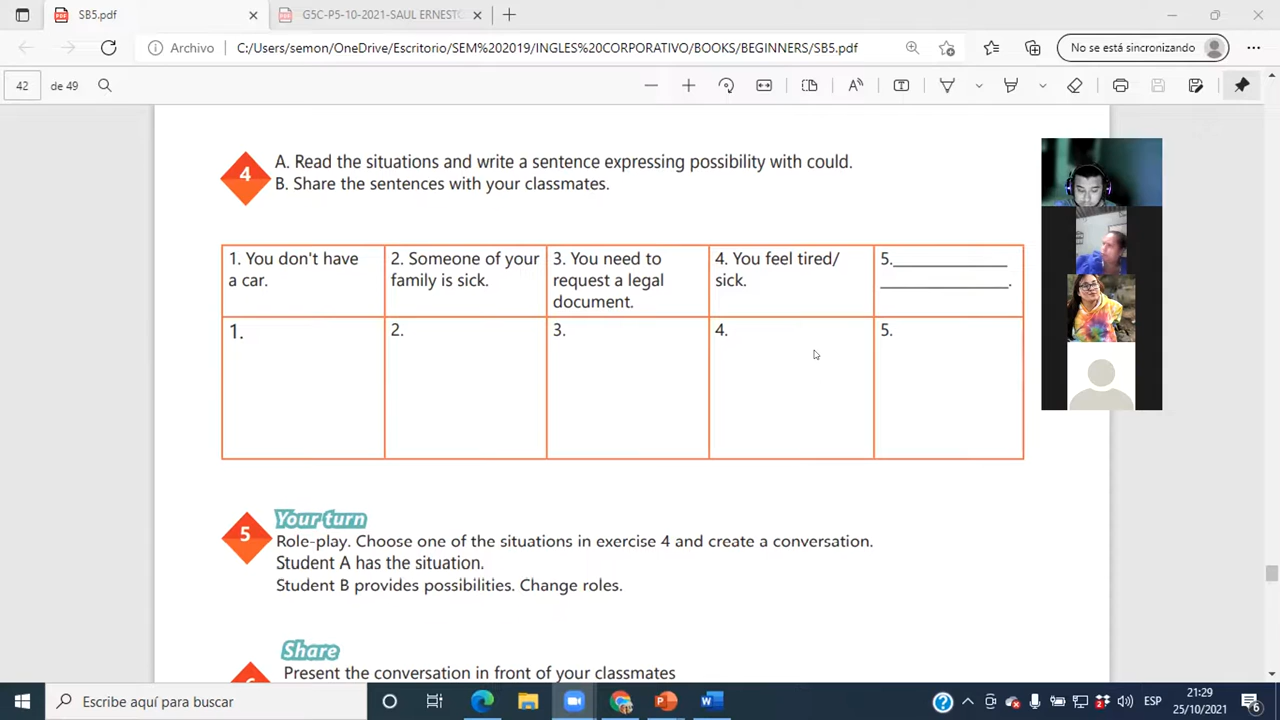 SB5.pdf
G5C-P5-10-2021-SAUL ERNESTO
Archivo
C:/Users/semon/OneDrive/Escritorio/SEM%202019/INGLES%20CORPORATIVO/BOOKS/BEGINNERS/SB5.pdf
No se está sincronizando
42
de 49
4
A. Read the situations and write a sentence expressing possibility with could.
B. Share the sentences with your classmates.
1. You don't have
a car.
2. Someone of your
family is sick.
3. You need to
request a legal
document.
4. You feel tired/
sick.
5._____________
_______________.
1.
2.
3.
4.
5.
5
Your turn
Role-play. Choose one of the situations in exercise 4 and create a conversation.
Student A has the situation.
Student B provides possibilities. Change roles.
Share
Present the conversation in front of your classmates
Escribe aquí para buscar
ESP
21:29
25/10/2021
6